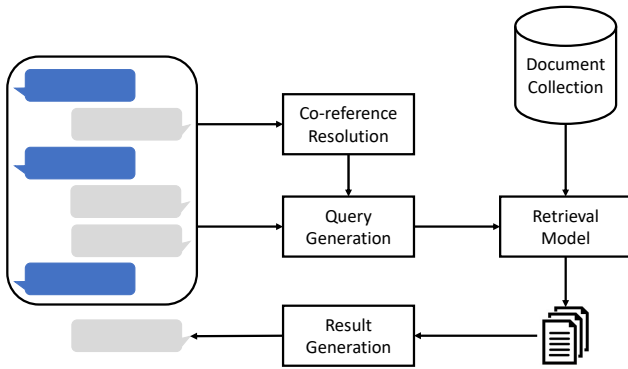 Document
Collection
Co-reference
Resolution
Query
Generation
Retrieval
Model
Result
Generation